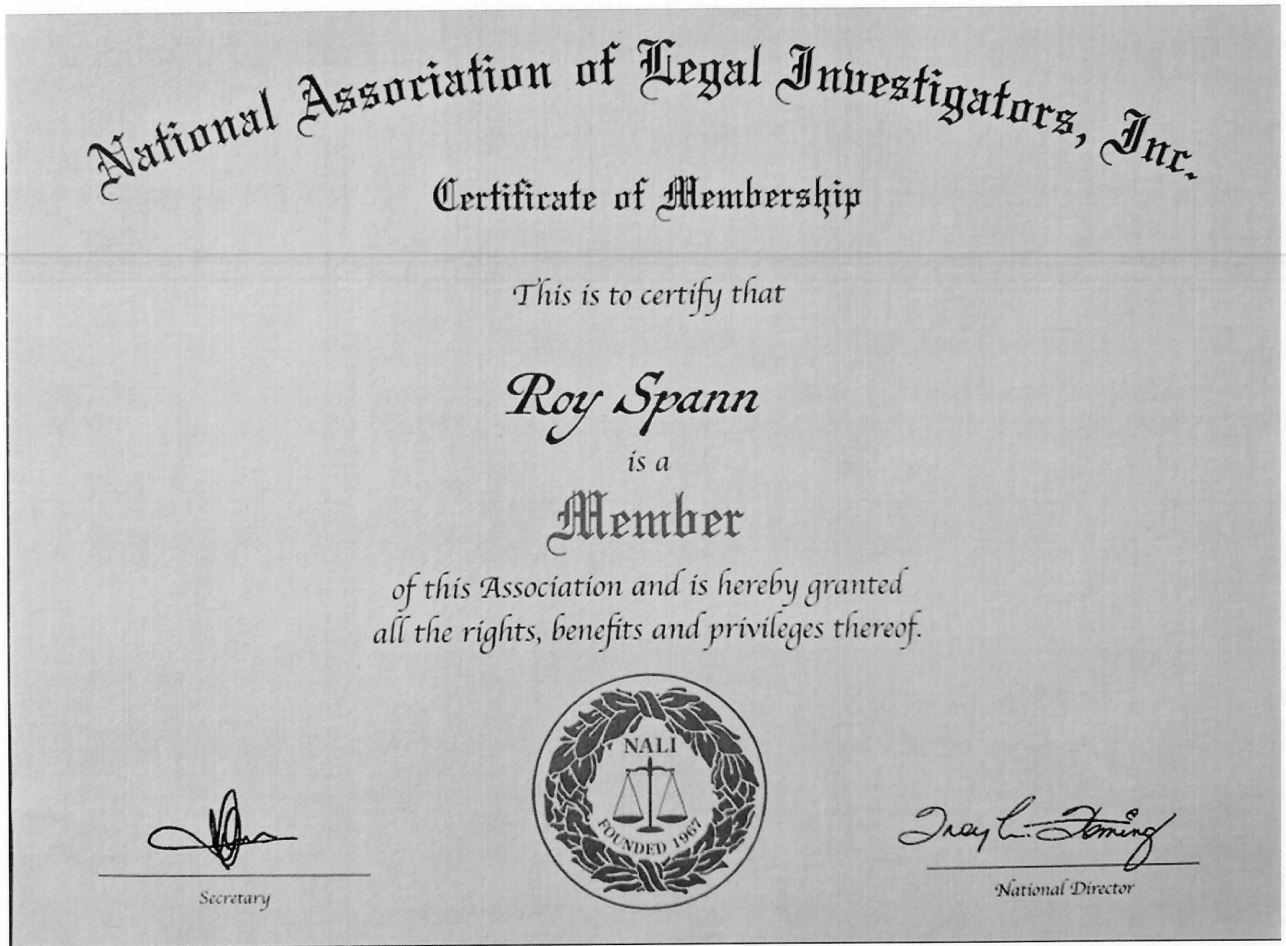 National Association of Legal Investigators, Inc.
Certificate of Membership
This is to certify that
Roy Spann
is a
Member
of this Association and is hereby granted
all the rights, benefits and privileges thereof.
NALI
FOUNDED 1967
Secretary
National Director